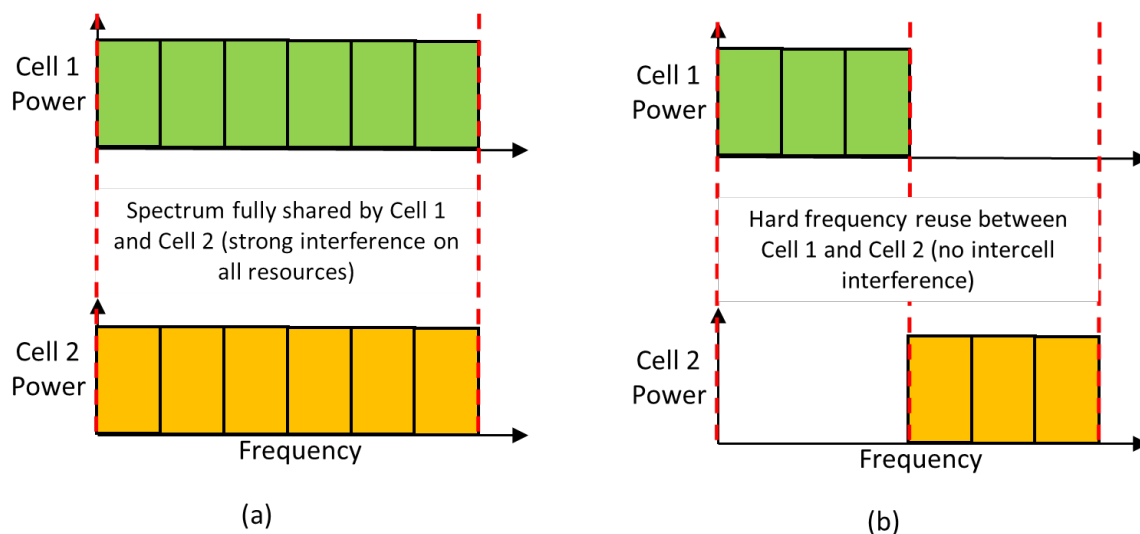 Cell 1
Power
Spectrum fully shared by Cell 1
and Cell 2 (strong interference on
all resources)
Cell 2
Power
Frequency
(a)
Cell 1
Power
Hard frequency reuse between
Cell 1 and Cell 2 (no intercell
interference)
Cell 2
Power
Frequency
(b)